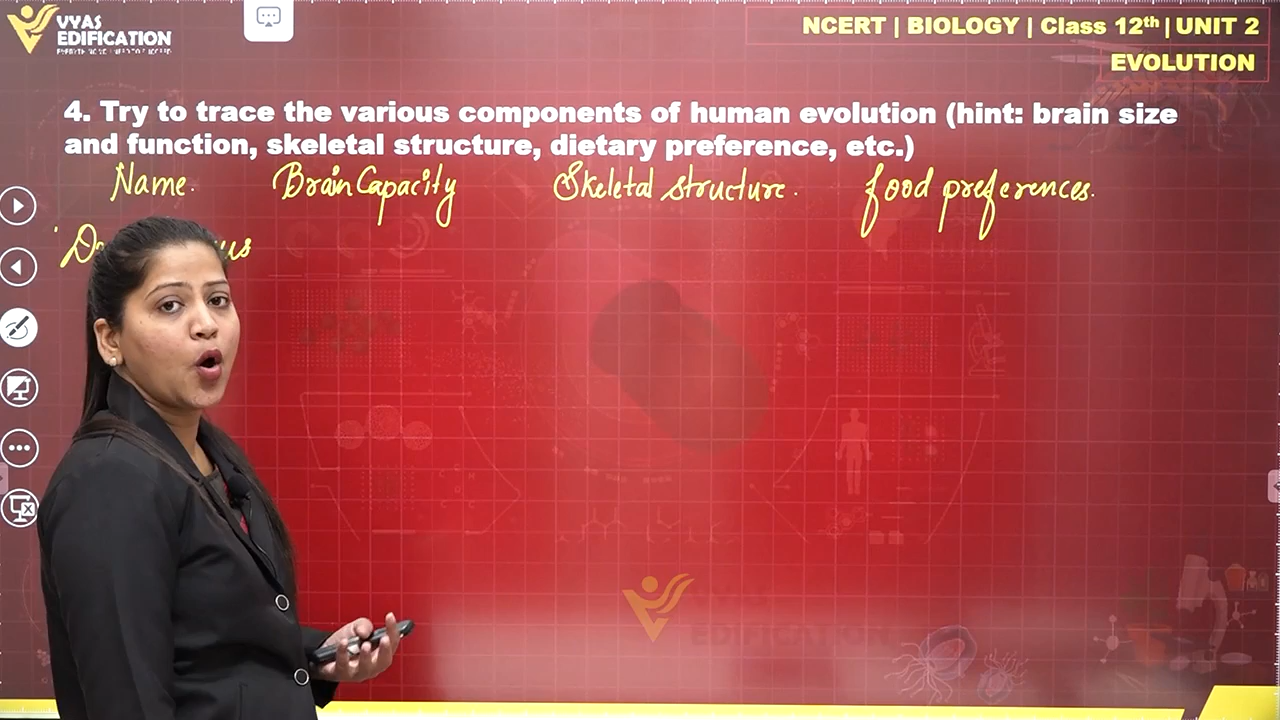 VYAS
EDIFICATION
NCERT | BIOLOGY | Class 12th | UNIT 2
EVOLUTION
4. Try to trace the various components of human evolution (hint: brain size
and function, skeletal structure, dietary preference, etc.)
Name. Brain Capacity Skeletal structure. food preferences.